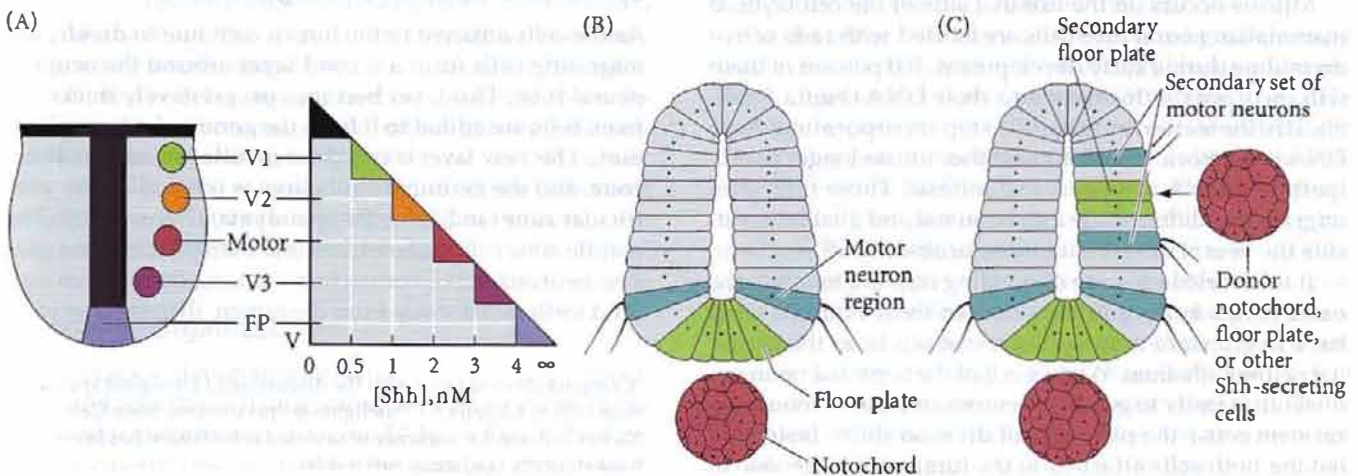 (A)
V1
V2
Motor
V3
FP
V
0 0.5 1 2 3 4 ∞
[Shh], nM
(B)
Motor
neuron
region
Floor plate
Notochord
(C)
Secondary
floor plate
Secondary set of
motor neurons
Donor
notochord,
floor plate,
or other
Shh-secreting
cells